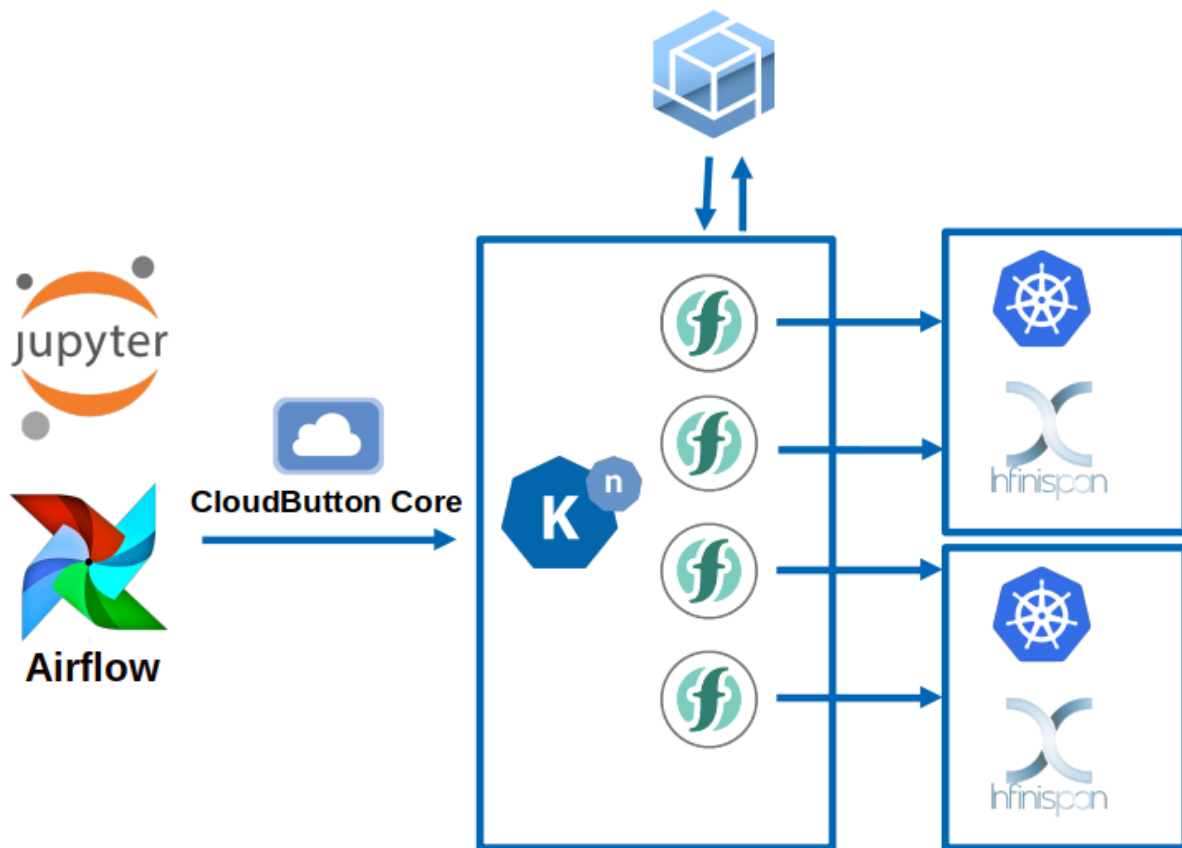 jupyter
CloudButton Core
Airflow
K
n
f
f
f
f
Infinispan
Infinispan